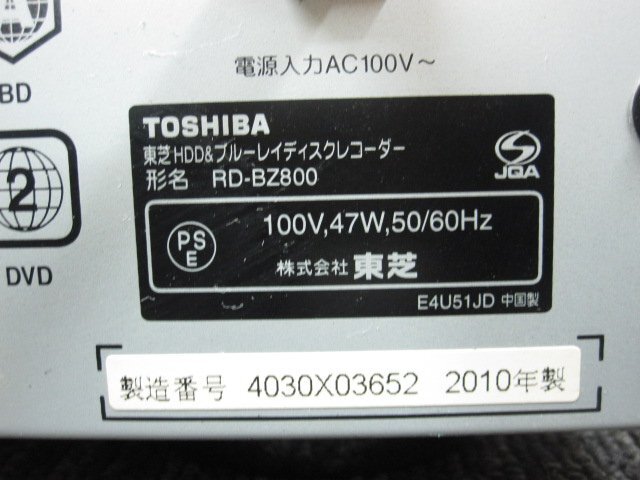 電源入力AC100V～
BD
2
DVD
TOSHIBA
東芝HDD&ブルーレイディスクレコーダー
形名 RD-BZ800
JQA
PS
E
100V,47W,50/60Hz
株式会社 東芝
E4U51JD 中国製
製造番号 4030X03652 2010年製